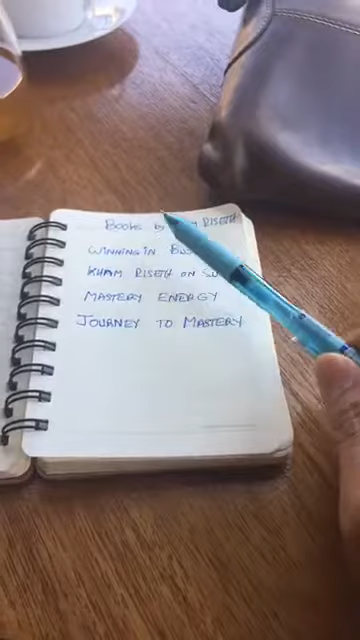 Books by RISETH
WINNING IN
KHAM RISETH ON
MASTERY ENERGY
JOURNEY TO MASTERY